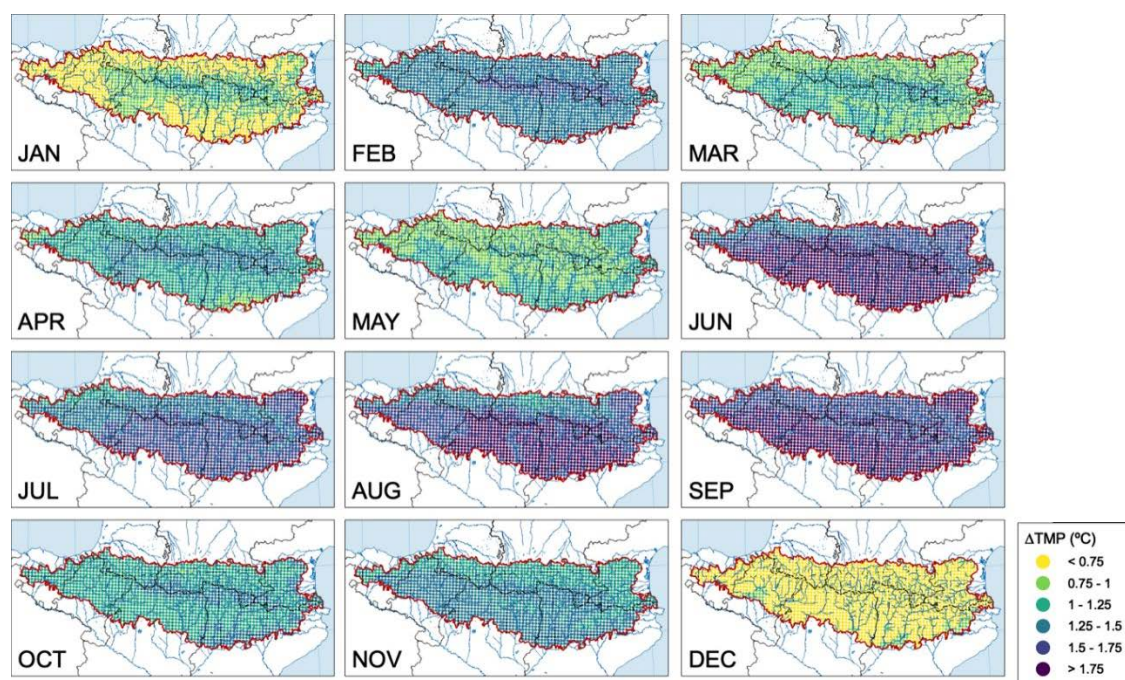 JAN
FEB
MAR
APR
MAY
JUN
JUL
AUG
SEP
OCT
NOV
DEC
ΔTMP (ºC)
< 0.75
0.75 - 1
1 - 1.25
1.25 - 1.5
1.5 - 1.75
> 1.75